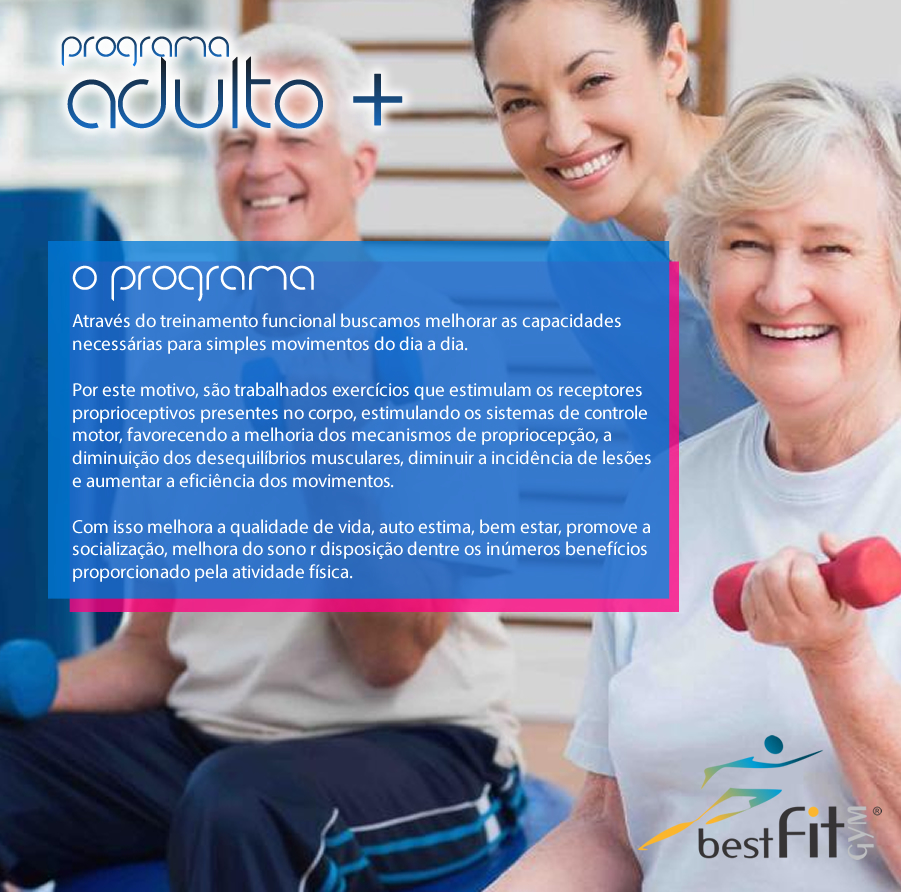 programa
adulto +
o programa
Através do treinamento funcional buscamos melhorar as capacidades
necessárias para simples movimentos do dia a dia.
Por este motivo, são trabalhados exercícios que estimulam os receptores
proprioceptivos presentes no corpo, estimulando os sistemas de controle
motor, favorecendo a melhoria dos mecanismos de propriocepção, a
diminuição dos desequilíbrios musculares, diminuir a incidência de lesões
e aumentar a eficiência dos movimentos.
Com isso melhora a qualidade de vida, auto estima, bem estar, promove a
socialização, melhora do sono r disposição dentre os inúmeros benefícios
proporcionado pela atividade física.
best Fit GYM ®